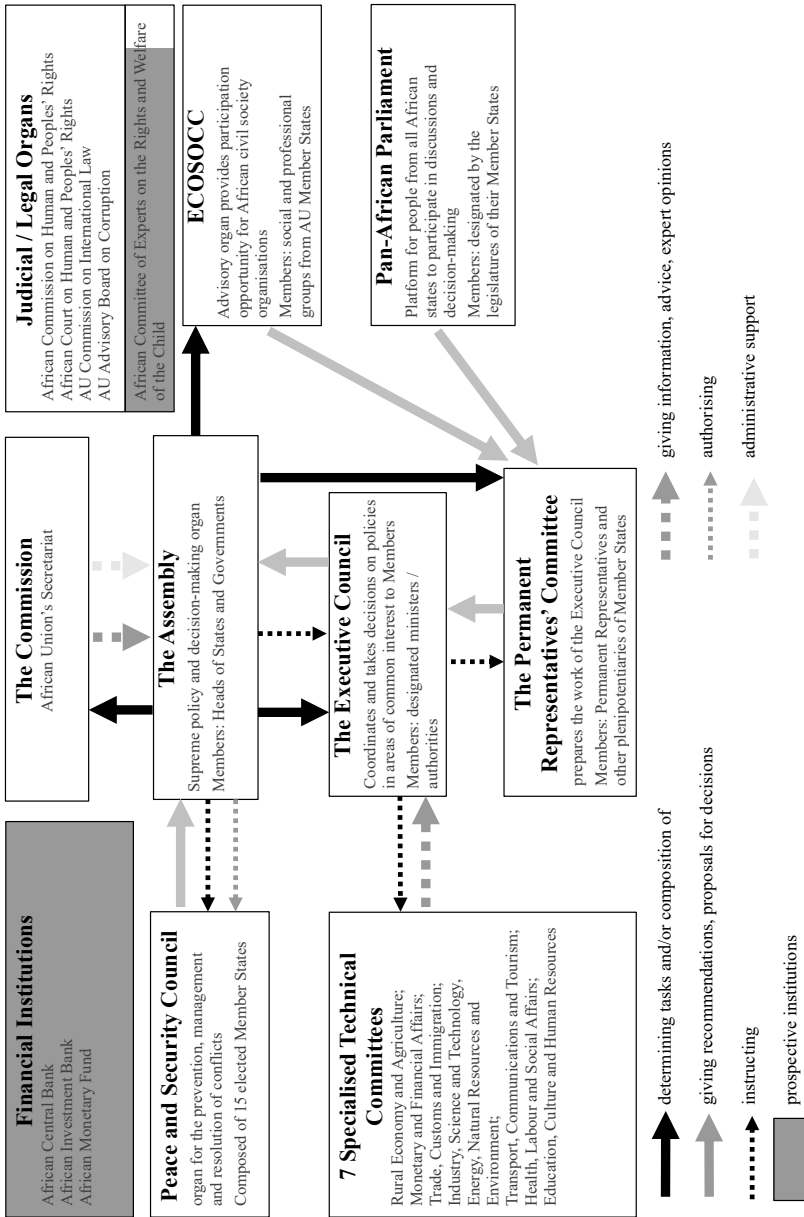 Financial Institutions
African Central Bank
African Investment Bank
African Monetary Fund
The Commission
African Union's Secretariat
Judicial / Legal Organs
African Commission on Human and Peoples' Rights
African Court on Human and Peoples' Rights
AU Commission on International Law
AU Advisory Board on Corruption
African Committee of Experts on the Rights and Welfare
of the Child
Peace and Security Council
organ for the prevention, management
and resolution of conflicts
Composed of 15 elected Member States
The Assembly
Supreme policy and decision-making organ
Members: Heads of States and Governments
ECOSOCC
Advisory organ provides participation
opportunity for African civil society
organisations
Members: social and professional
groups from AU Member States
7 Specialised Technical
Committees
Rural Economy and Agriculture;
Monetary and Financial Affairs;
Trade, Customs and Immigration;
Industry, Science and Technology,
Energy, Natural Resources and
Environment;
Transport, Communications and Tourism;
Health, Labour and Social Affairs;
Education, Culture and Human Resources
The Executive Council
Coordinates and takes decisions on policies
in areas of common interest to Members
Members: designated ministers /
authorities
Pan-African Parliament
Platform for people from all African
states to participate in discussions and
decision-making
Members: designated by the
legislatures of their Member States
The Permanent
Representatives' Committee
prepares the work of the Executive Council
Members: Permanent Representatives and
other plenipotentiaries of Member States
determining tasks and/or composition of
giving recommendations, proposals for decisions
instructing
prospective institutions
giving information, advice, expert opinions
authorising
administrative support